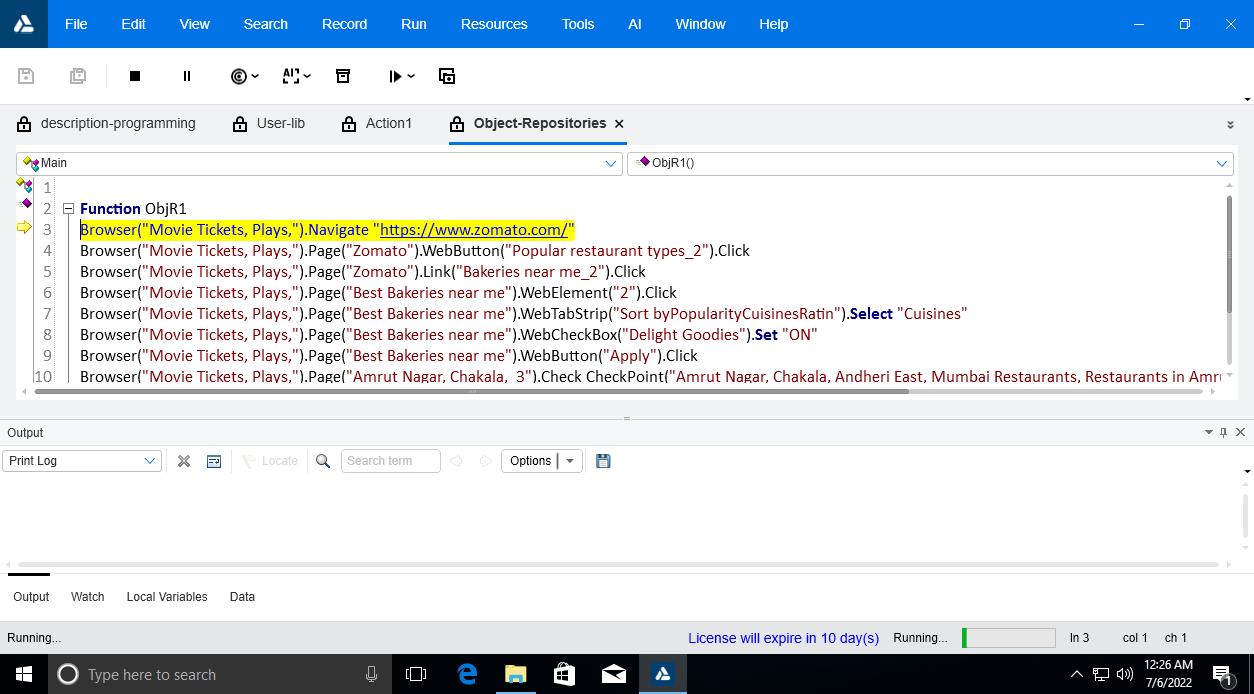 File Edit View Search Record Run Resources Tools AI Window Help
description-programming User-lib Action1 Object-Repositories
Main ObjR1()
1
2 Function ObjR1
3 Browser("Movie Tickets, Plays,").Navigate "https://www.zomato.com/"
4 Browser("Movie Tickets, Plays,").Page("Zomato").WebButton("Popular restaurant types_2").Click
5 Browser("Movie Tickets, Plays,").Page("Zomato").Link("Bakeries near me_2").Click
6 Browser("Movie Tickets, Plays,").Page("Best Bakeries near me").WebElement("2").Click
7 Browser("Movie Tickets, Plays,").Page("Best Bakeries near me").WebTabStrip("Sort byPopularityCuisinesRatin").Select "Cuisines"
8 Browser("Movie Tickets, Plays,").Page("Best Bakeries near me").WebCheckBox("Delight Goodies").Set "ON"
9 Browser("Movie Tickets, Plays,").Page("Best Bakeries near me").WebButton("Apply").Click
10 Browser("Movie Tickets, Plays,").Page("Amrut Nagar, Chakala,_3").Check CheckPoint("Amrut Nagar, Chakala, Andheri East, Mumbai Restaurants, Restaurants in Amr
Output
Print Log Locate Search term Options
Output Watch Local Variables Data
Running... License will expire in 10 day(s) Running... ln 3 col 1 ch 1
Type here to search 12:26 AM
7/6/2022 1